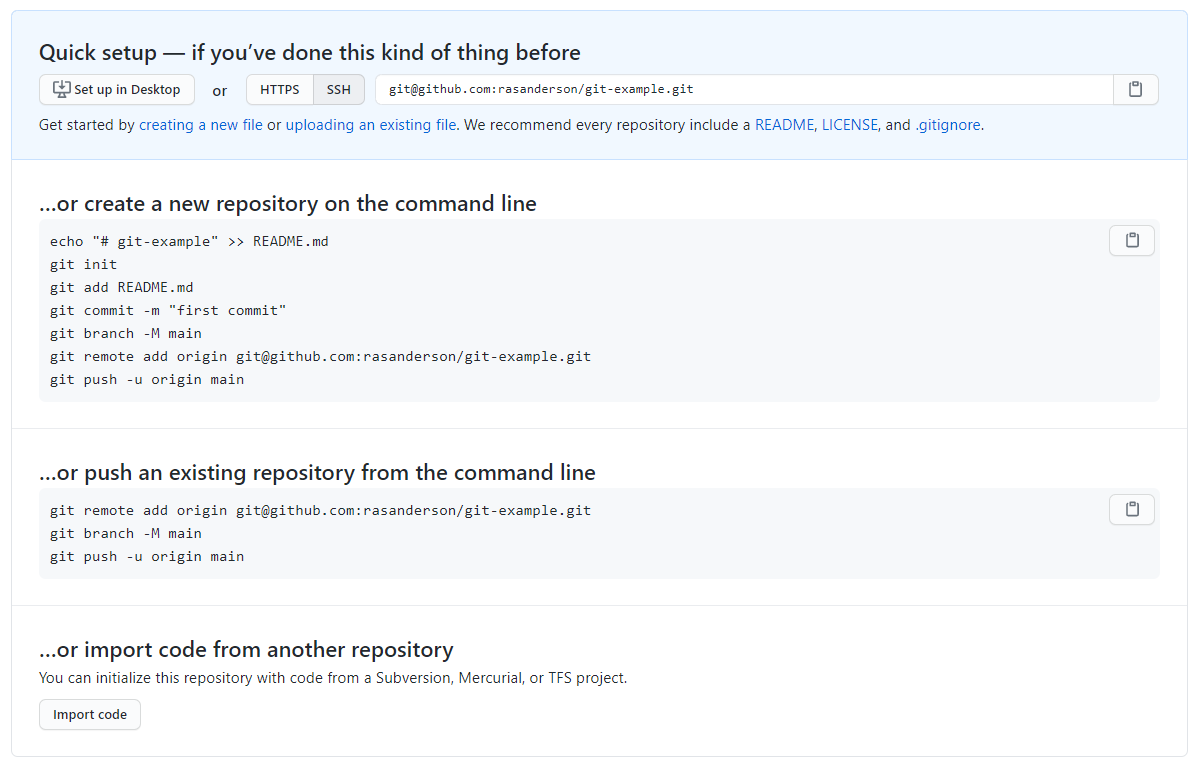 Quick setup — if you’ve done this kind of thing before
Set up in Desktop or HTTPS SSH git@github.com:rasanderson/git-example.git
Get started by creating a new file or uploading an existing file. We recommend every repository include a README, LICENSE, and .gitignore.
…or create a new repository on the command line
echo "# git-example" >> README.md
git init
git add README.md
git commit -m "first commit"
git branch -M main
git remote add origin git@github.com:rasanderson/git-example.git
git push -u origin main
…or push an existing repository from the command line
git remote add origin git@github.com:rasanderson/git-example.git
git branch -M main
git push -u origin main
…or import code from another repository
You can initialize this repository with code from a Subversion, Mercurial, or TFS project.
Import code